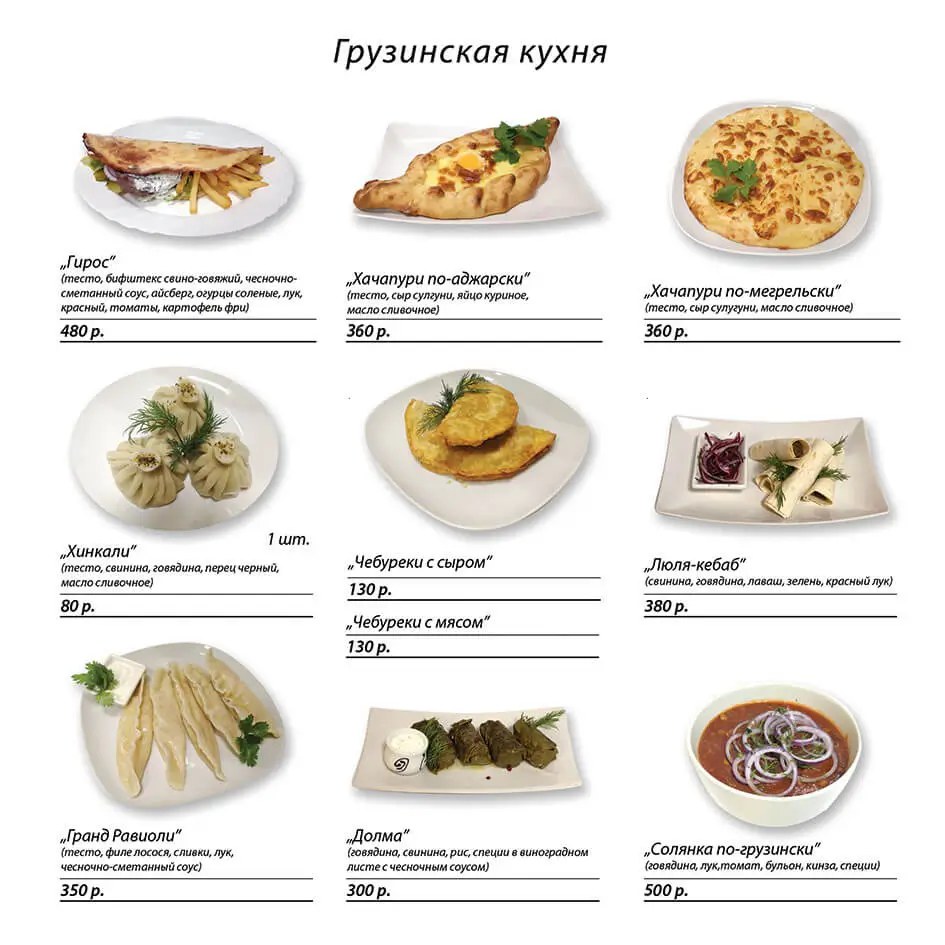 Грузинская кухня
„Гирос“
(тесто, бифштекс свино-говяжий, чесночно-
сметанный соус, айсберг, огурцы соленые, лук,
красный, томаты, картофель фри)
480 р.
„Хачапури по-аджарски“
(тесто, сыр сулгуни, яйцо куриное,
масло сливочное)
360 р.
„Хачапури по-мегрельски“
(тесто, сыр сулугуни, масло сливочное)
360 р.
1 шт.
„Хинкали“
(тесто, свинина, говядина, перец черный,
масло сливочное)
80 р.
„Чебуреки с сыром“
130 р.
„Чебуреки с мясом“
130 р.
„Люля-кебаб“
(свинина, говядина, лаваш, зелень, красный лук)
380 р.
„Гранд Равиоли“
(тесто, филе лосося, сливки, лук,
чесночно-сметанный соус)
350 р.
„Долма“
(говядина, свинина, рис, специи в виноградном
листе с чесночным соусом)
300 р.
„Солянка по-грузински“
(говядина, лук,томат, бульон, кинза, специи)
500 р.